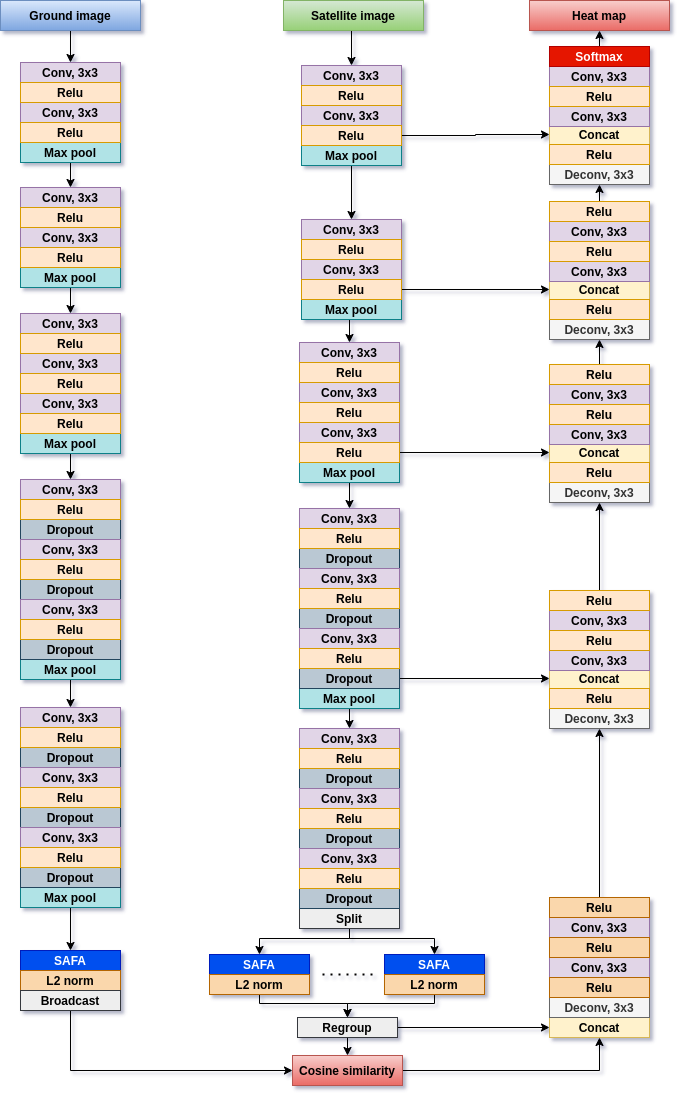 Ground image
Conv, 3x3
Relu
Conv, 3x3
Relu
Max pool
Conv, 3x3
Relu
Conv, 3x3
Relu
Max pool
Conv, 3x3
Relu
Conv, 3x3
Relu
Conv, 3x3
Relu
Max pool
Conv, 3x3
Relu
Dropout
Conv, 3x3
Relu
Dropout
Conv, 3x3
Relu
Dropout
Max pool
Conv, 3x3
Relu
Dropout
Conv, 3x3
Relu
Dropout
Conv, 3x3
Relu
Dropout
Max pool
SAFA
L2 norm
Broadcast
Satellite image
Conv, 3x3
Relu
Conv, 3x3
Relu
Max pool
Conv, 3x3
Relu
Conv, 3x3
Relu
Max pool
Conv, 3x3
Relu
Conv, 3x3
Relu
Conv, 3x3
Relu
Max pool
Conv, 3x3
Relu
Dropout
Conv, 3x3
Relu
Dropout
Conv, 3x3
Relu
Dropout
Max pool
Conv, 3x3
Relu
Dropout
Conv, 3x3
Relu
Dropout
Conv, 3x3
Relu
Dropout
Split
SAFA
L2 norm
.......
SAFA
L2 norm
Regroup
Cosine similarity
Heat map
Softmax
Conv, 3x3
Relu
Conv, 3x3
Concat
Relu
Deconv, 3x3
Relu
Conv, 3x3
Relu
Conv, 3x3
Concat
Relu
Deconv, 3x3
Relu
Conv, 3x3
Relu
Conv, 3x3
Concat
Relu
Deconv, 3x3
Relu
Conv, 3x3
Relu
Conv, 3x3
Concat
Relu
Deconv, 3x3
Relu
Conv, 3x3
Relu
Conv, 3x3
Relu
Deconv, 3x3
Concat